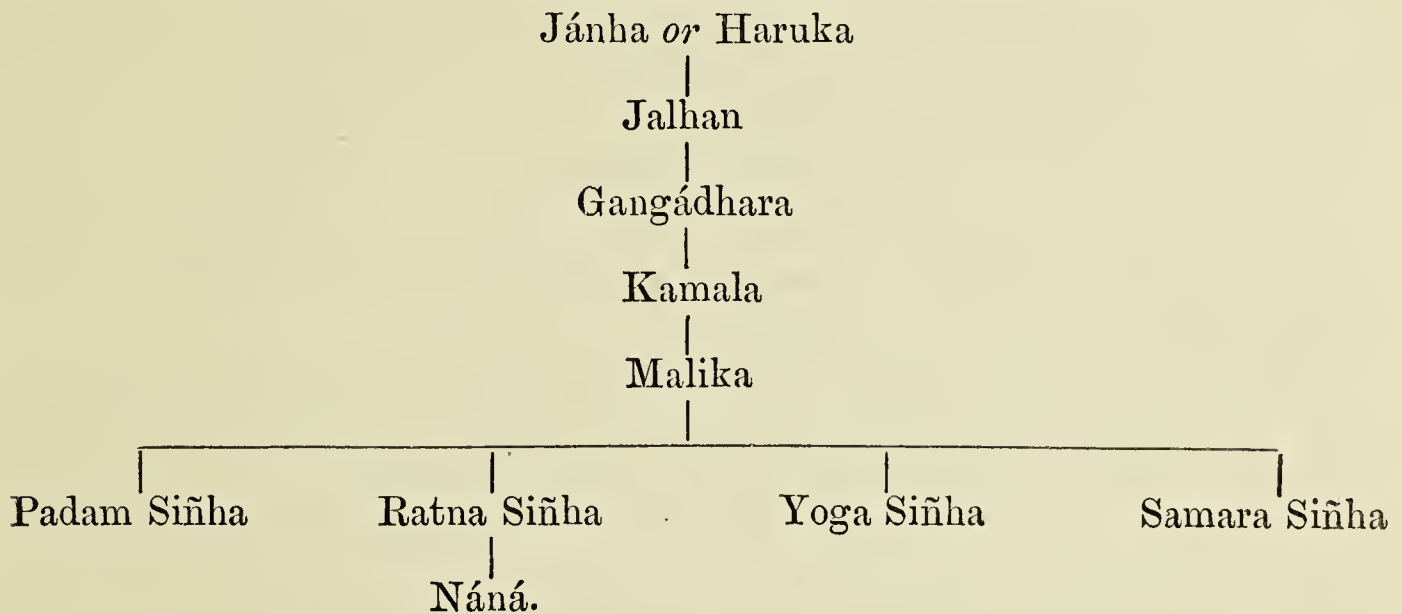 Jánha or Haruka
Jalhan
Gangádhara
Kamala
Malika
Padam Siñha Ratna Siñha Yoga Siñha Samara Siñha
Náná.